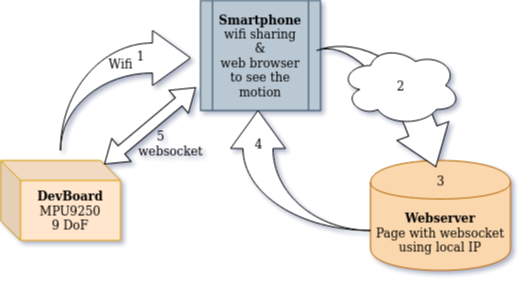 Smartphone
wifi sharing
&
web browser
to see the
motion
Wifi 1
2
5
websocket
4
3
DevBoard
MPU9250
9 DoF
Webserver
Page with websocket
using local IP